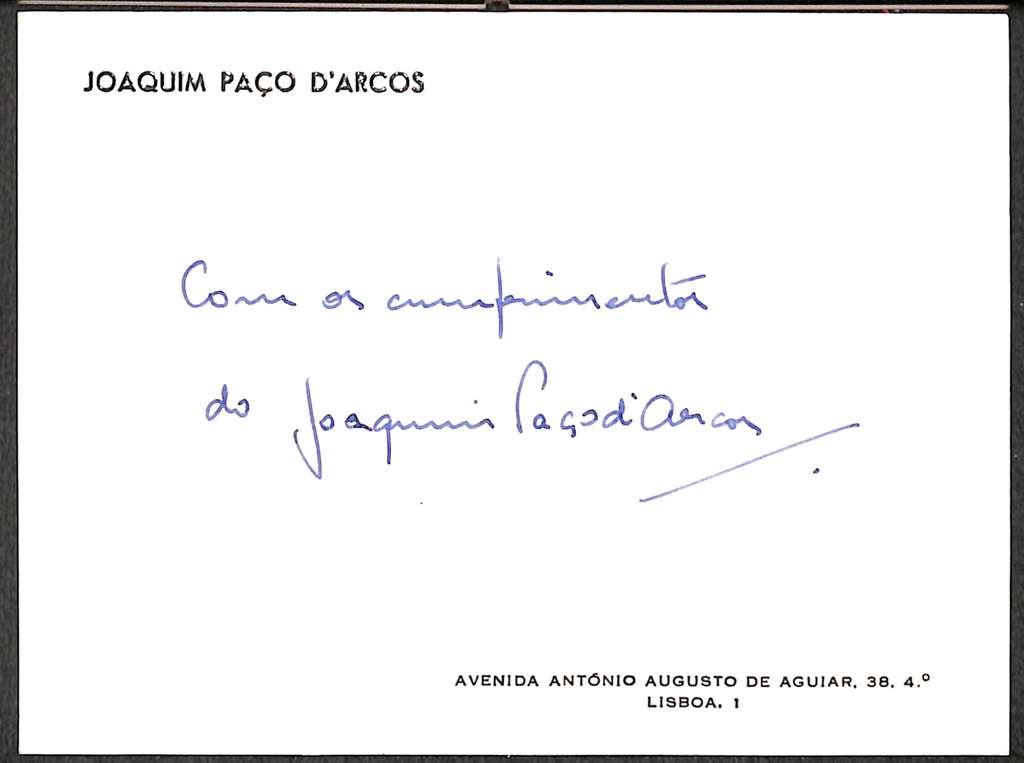 JOAQUIM PAÇO D'ARCOS
Com os cumprimentos
do Joaquim Paço d'Arcos
AVENIDA ANTÓNIO AUGUSTO DE AGUIAR, 38, 4.º
LISBOA, 1